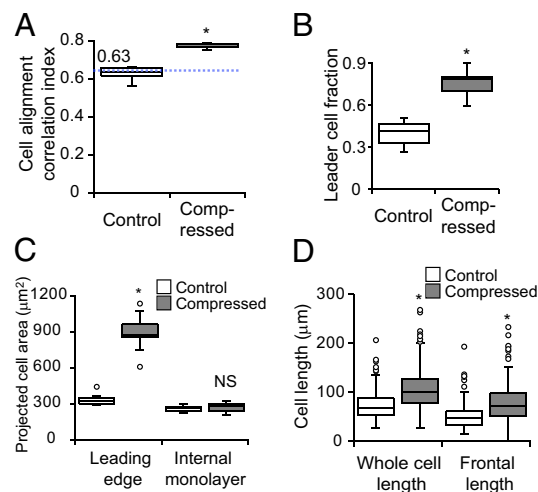 A
Cell alignment
correlation index
0.8
0.6
0.4
0.2
0
0.63
*
Control
Comp-
ressed
B
Leader cell fraction
0.9
0.6
0.3
0
*
Control
Comp-
ressed
C
Projected cell area (μm²)
1200
900
600
300
0
Control
Compressed
*
NS
Leading
edge
Internal
monolayer
D
Cell length (μm)
300
200
100
0
Control
Compressed
*
*
Whole cell
length
Frontal
length